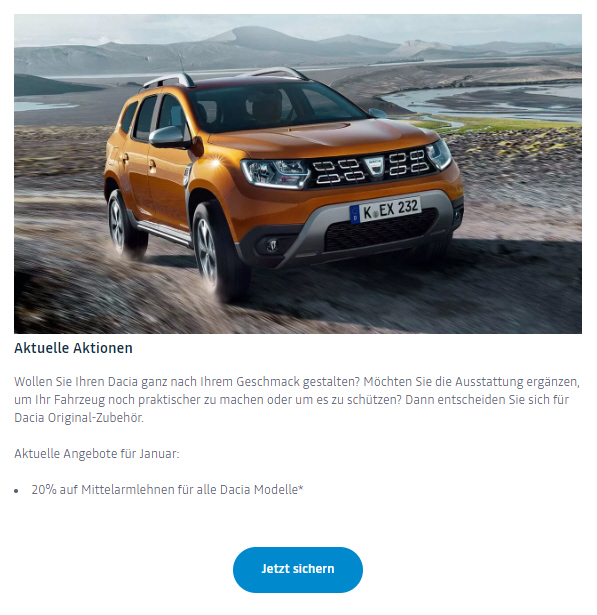 DACIA
K EX 232
Aktuelle Aktionen
Wollen Sie Ihren Dacia ganz nach Ihrem Geschmack gestalten? Möchten Sie die Ausstattung ergänzen,
um Ihr Fahrzeug noch praktischer zu machen oder um es zu schützen? Dann entscheiden Sie sich für
Dacia Original-Zubehör.
Aktuelle Angebote für Januar:
• 20% auf Mittelarmlehnen für alle Dacia Modelle*
Jetzt sichern